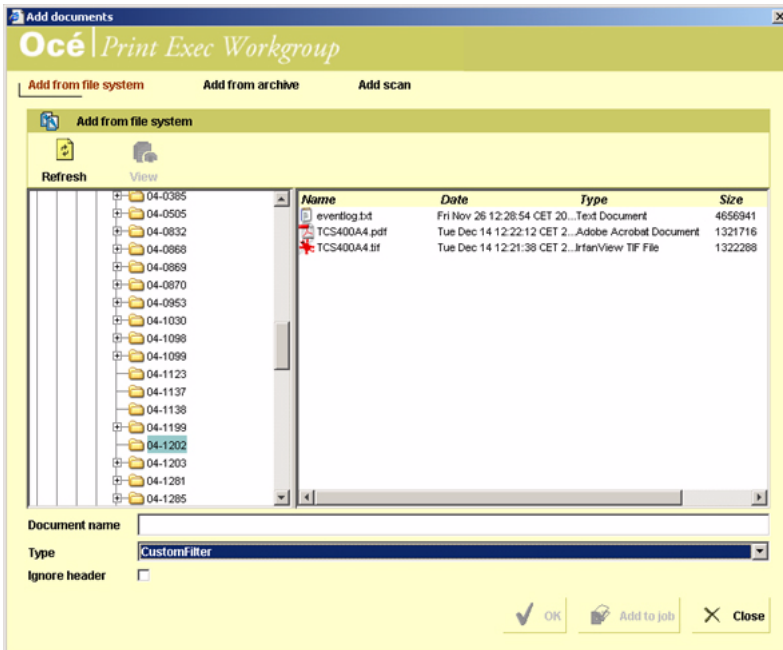 Add documents
Océ Print Exec Workgroup
Add from file system Add from archive Add scan
Add from file system
Refresh View
04-0385
04-0505
04-0832
04-0868
04-0869
04-0870
04-0953
04-1030
04-1098
04-1099
04-1123
04-1137
04-1138
04-1199
04-1202
04-1203
04-1281
04-1285
Name Date Type Size
eventlog.txt Fri Nov 26 12:28:54 CET 20... Text Document 4656941
TCS400A4.pdf Tue Dec 14 12:22:12 CET 2... Adobe Acrobat Document 1321716
TCS400A4.tif Tue Dec 14 12:21:38 CET 2... IrfanView TIF File 1322288
Document name
Type CustomFilter
Ignore header
OK Add to job Close